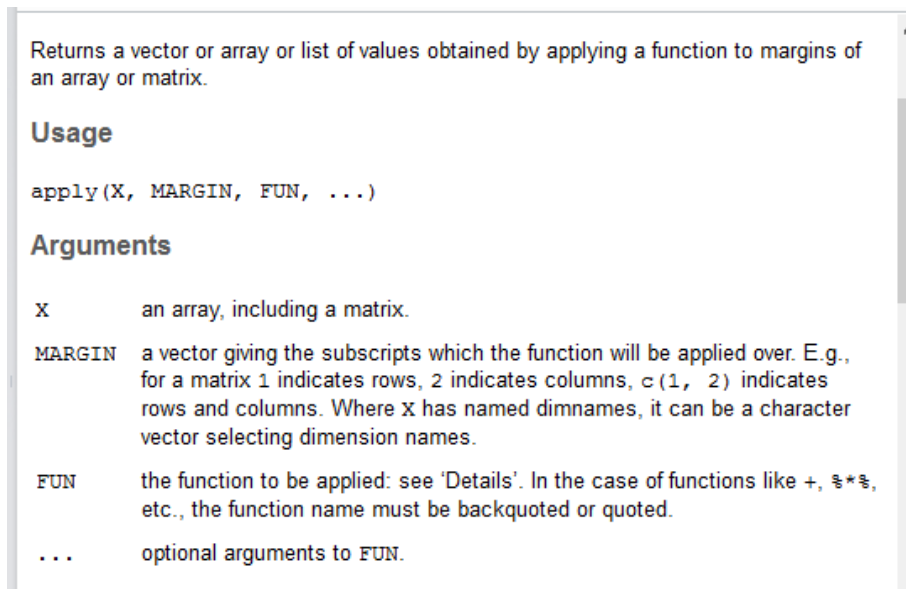 Returns a vector or array or list of values obtained by applying a function to margins of
an array or matrix.
Usage
apply(X, MARGIN, FUN, ...)
Arguments
X an array, including a matrix.
MARGIN a vector giving the subscripts which the function will be applied over. E.g.,
for a matrix 1 indicates rows, 2 indicates columns, c(1, 2) indicates
rows and columns. Where X has named dimnames, it can be a character
vector selecting dimension names.
FUN the function to be applied: see ‘Details’. In the case of functions like +, %*%,
etc., the function name must be backquoted or quoted.
... optional arguments to FUN.